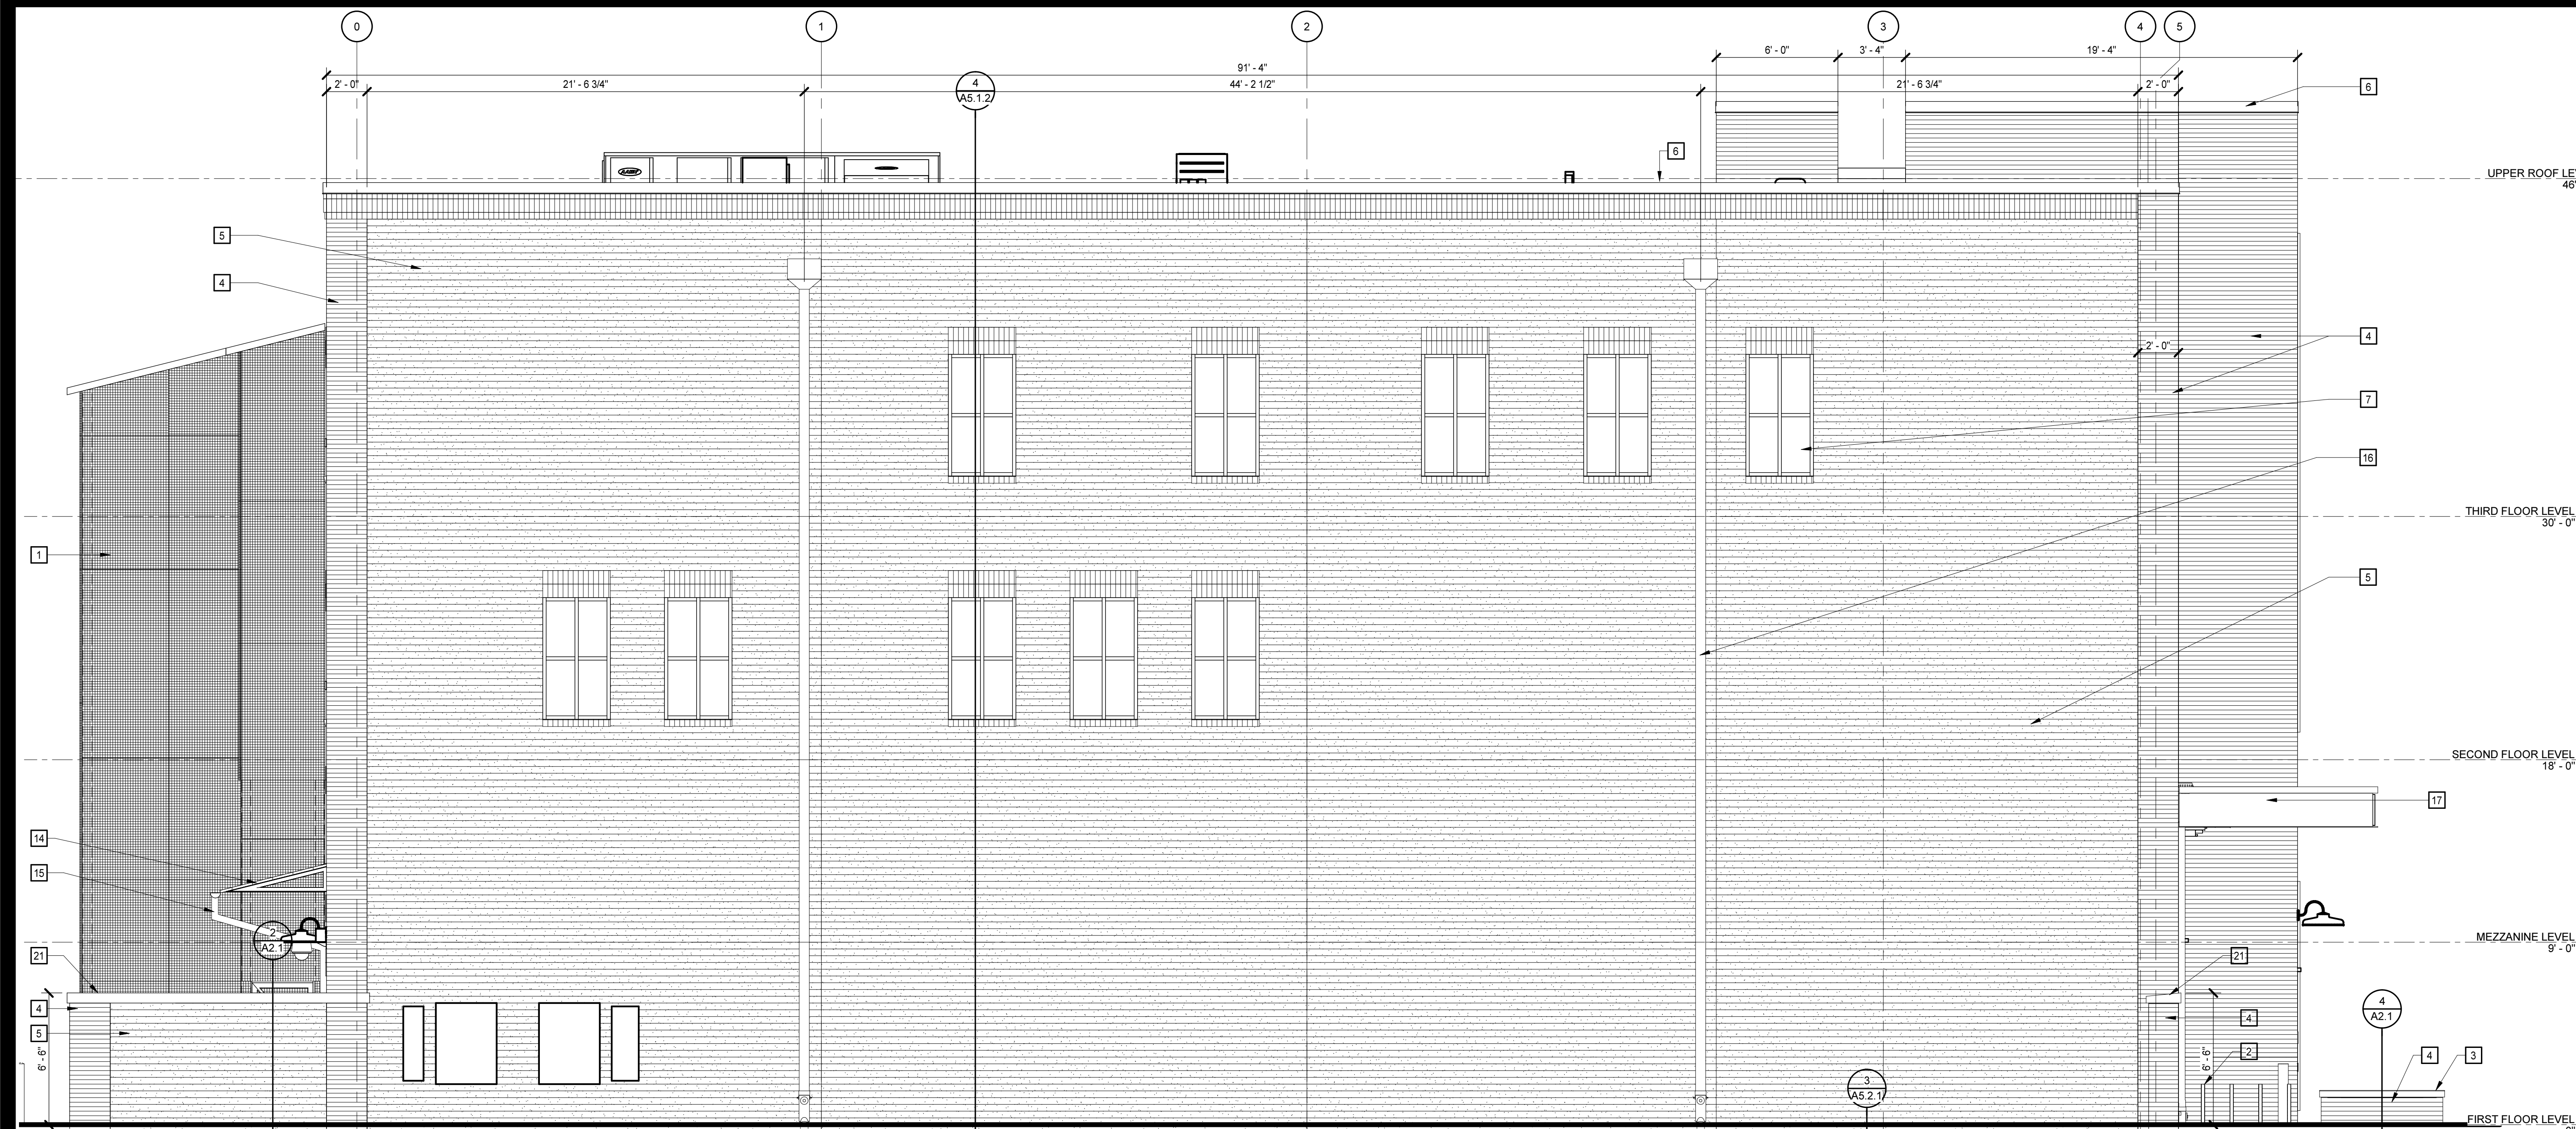 0
1
2
3
4
5
6' - 0"
3' - 4"
19' - 4"
91' - 4"
2' - 0"
21' - 6 3/4"
4
A5.1.2
44' - 2 1/2"
21' - 6 3/4"
2' - 0"
6
6
AAON
UPPER ROOF
46'
5
4
4
2' - 0"
7
16
THIRD FLOOR LEVEL
30' - 0"
1
5
SECOND FLOOR LEVEL
18' - 0"
17
14
15
2
A2.1
MEZZANINE LEVEL
9' - 0"
21
21
4
5
6' - 6"
4
A2.1
4
2
6' - 6"
4
3
3
A5.2.1
FIRST FLOOR LEVEL